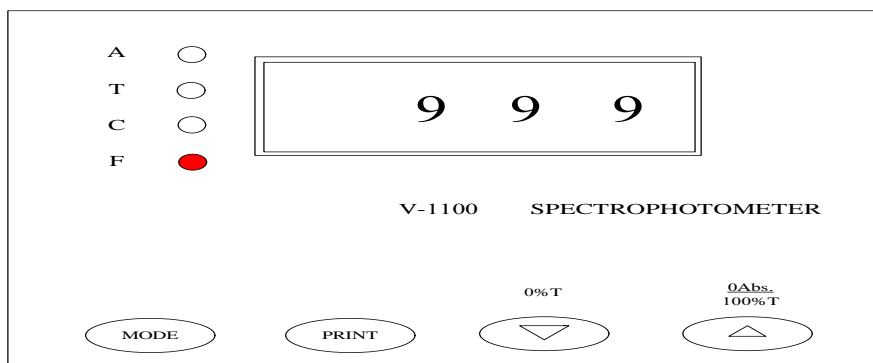 A
T
C
F
9 9 9
V-1100 SPECTROPHOTOMETER
0%T
0Abs.
100%T
MODE
PRINT